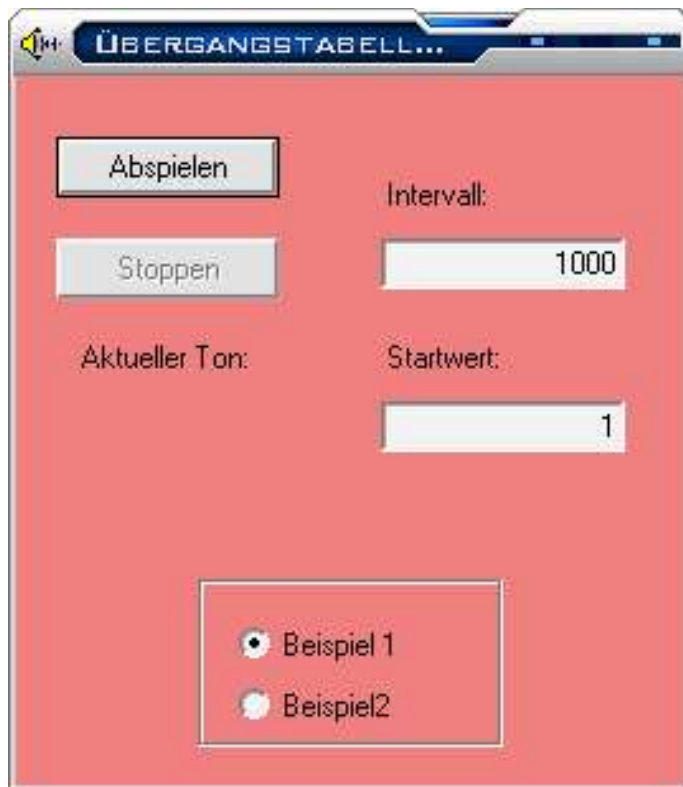 ÜBERGANGSTABELL...
Abspielen
Intervall:
Stoppen
1000
Aktueller Ton:
Startwert:
1
Beispiel 1
Beispiel2